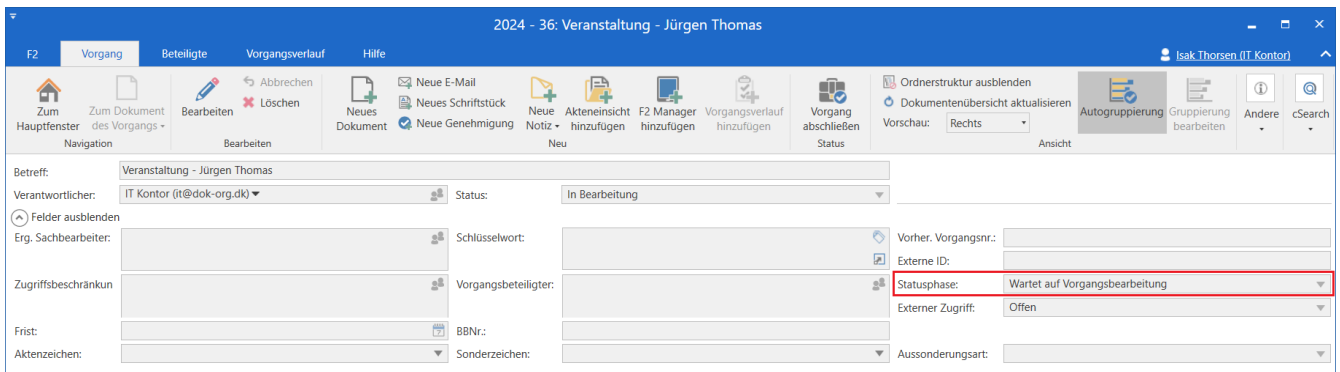 2024 - 36: Veranstaltung - Jürgen Thomas
F2 Vorgang Beteiligte Vorgangsverlauf Hilfe Isak Thorsen (IT Kontor)
Zum Hauptfenster
Zum Dokument des Vorgangs
Navigation
Bearbeiten
Abbrechen
Löschen
Bearbeiten
Neues Dokument
Neue E-Mail
Neues Schriftstück
Neue Genehmigung
Neue Notiz
Akteneinsicht hinzufügen
F2 Manager hinzufügen
Vorgangsverlauf hinzufügen
Neu
Vorgang abschließen
Status
Ordnerstruktur ausblenden
Dokumentenübersicht aktualisieren
Vorschau: Rechts
Autogruppierung
Gruppierung bearbeiten
Ansicht
Andere
cSearch
Betreff: Veranstaltung - Jürgen Thomas
Verantwortlicher: IT Kontor (it@dok-org.dk) Status: In Bearbeitung
Felder ausblenden
Erg. Sachbearbeiter: Schlüsselwort: Vorher. Vorgangsnr.:
Externe ID:
Zugriffsbeschränkun Vorgangsbeteiligter: Statusphase: Wartet auf Vorgangsbearbeitung
Externer Zugriff: Offen
Frist: BBNr.:
Aktenzeichen: Sonderzeichen: Aussonderungsart: